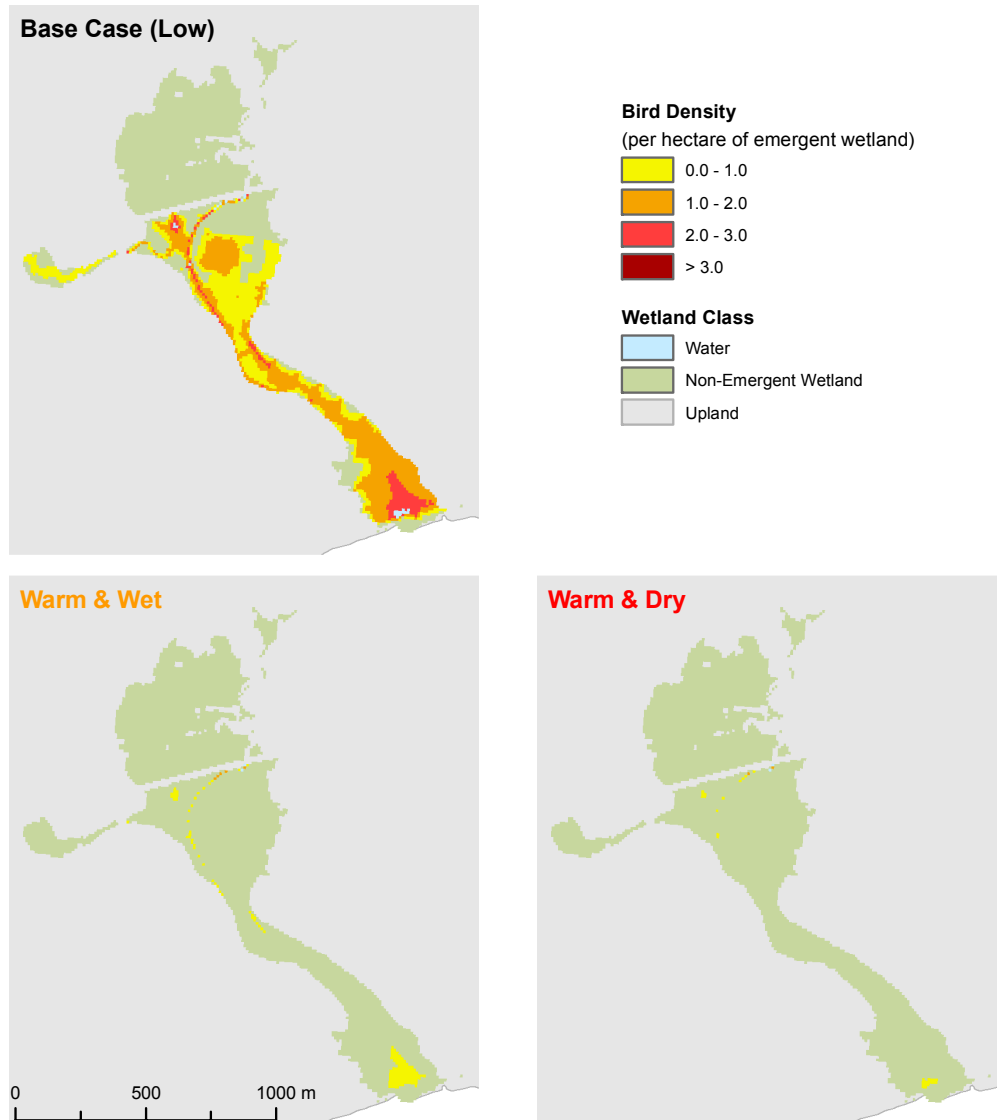 Base Case (Low)
Bird Density
(per hectare of emergent wetland)
0.0 - 1.0
1.0 - 2.0
2.0 - 3.0
> 3.0
Wetland Class
Water
Non-Emergent Wetland
Upland
Warm & Wet
Warm & Dry
0 500 1000 m